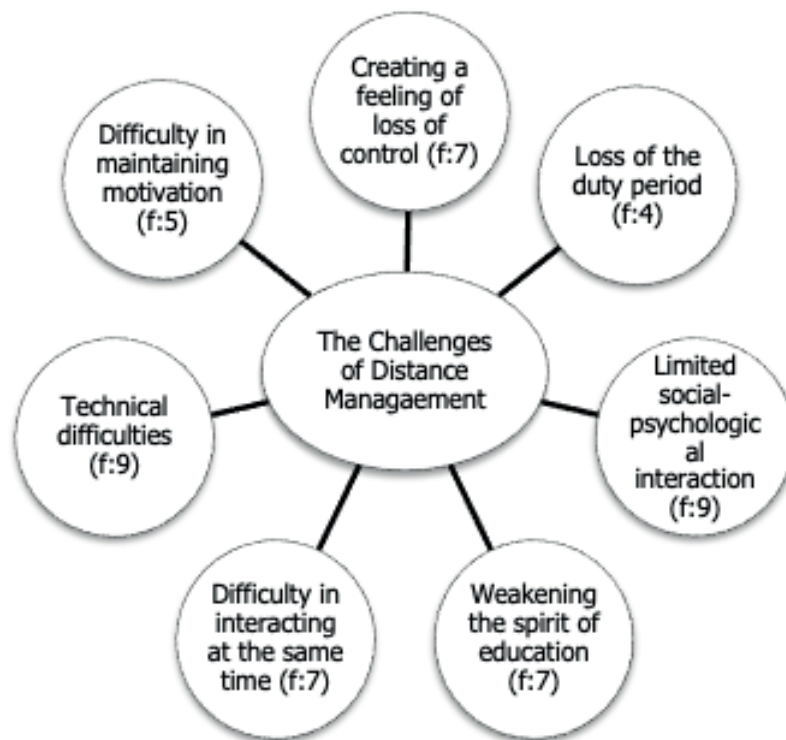 Creating a
feeling of
loss of
control (f:7)
Loss of the
duty period
(f:4)
Limited
social-
psychologic
al
interaction
(f:9)
Weakening
the spirit of
education
(f:7)
Difficulty in
interacting
at the same
time (f:7)
Technical
difficulties
(f:9)
Difficulty in
maintaining
motivation
(f:5)
The Challenges
of Distance
Managaement